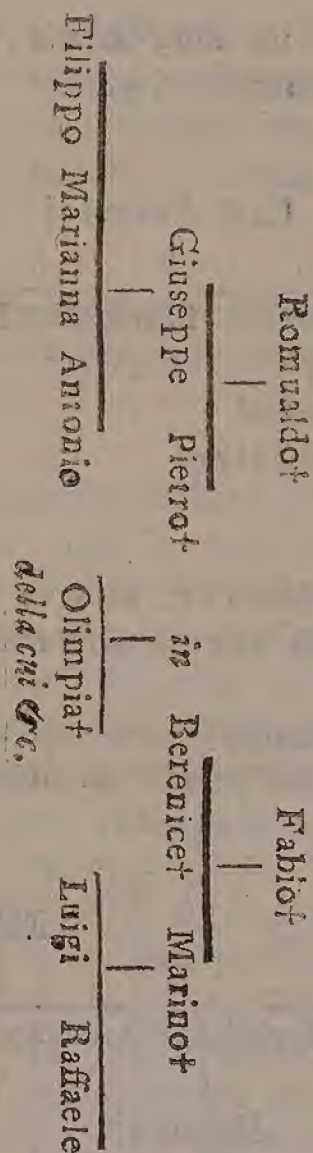 Romualdo† Fabio†
Giuseppe Pietro† in Berenice† Marino†
Filippo Marianna Antonio Olimpia† Luigi Raffaele
della cui &c.